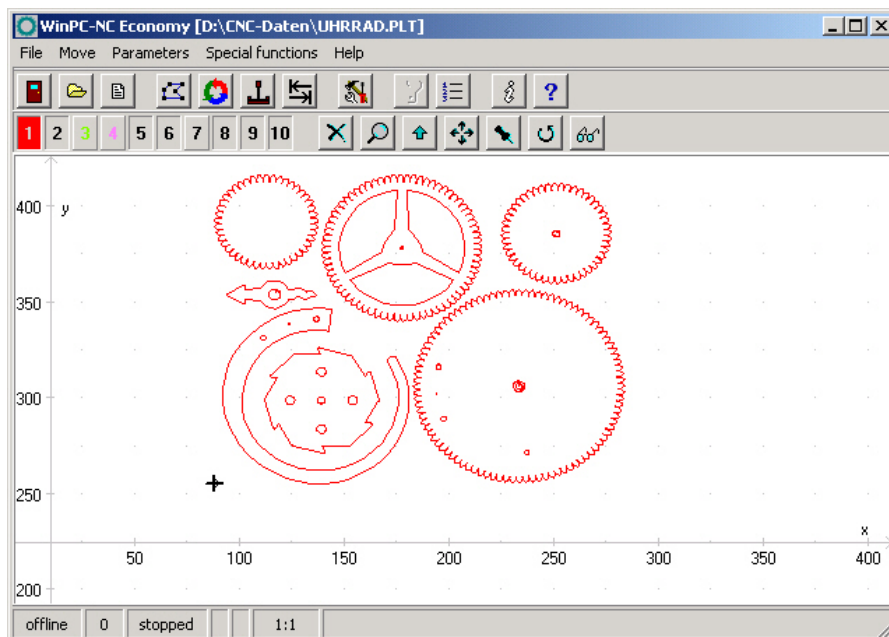 WinPC-NC Economy [D:\CNC-Daten\UHRRAD.PLT]
File Move Parameters Special functions Help
1 2 3 4 5 6 7 8 9 10
400
y
350
300
250
x
50 100 150 200 250 300 350 400
200
offline 0 stopped 1:1